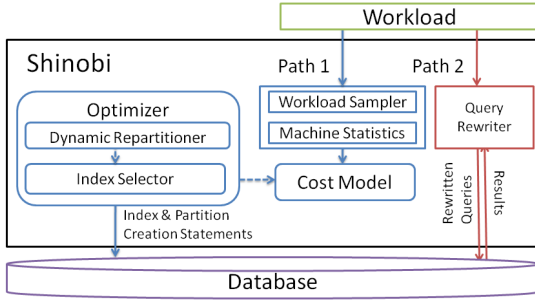 Workload
Shinobi
Path 1
Path 2
Optimizer
Dynamic Repartitioner
Index Selector
Workload Sampler
Machine Statistics
Cost Model
Query
Rewriter
Index & Partition
Creation Statements
Rewritten
Queries
Results
Database